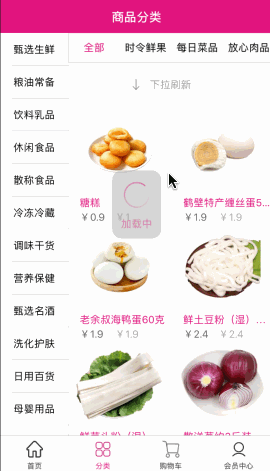 商品分类
甄选生鲜
粮油常备
饮料乳品
休闲食品
散称食品
冷冻冷藏
调味干货
营养保健
甄选名酒
洗化护肤
日用百货
母婴用品
全部 时令鲜果 每日菜品 放心肉品
↓ 下拉刷新
糖糕
¥0.9 ¥1
鹤壁特产缠丝蛋5...
¥1.9 ¥1.9
加载中
老余叔海鸭蛋60克
¥1.9 ¥1.9
鲜土豆粉（湿）...
¥2.4 ¥2.4
首页 分类 购物车 会员中心